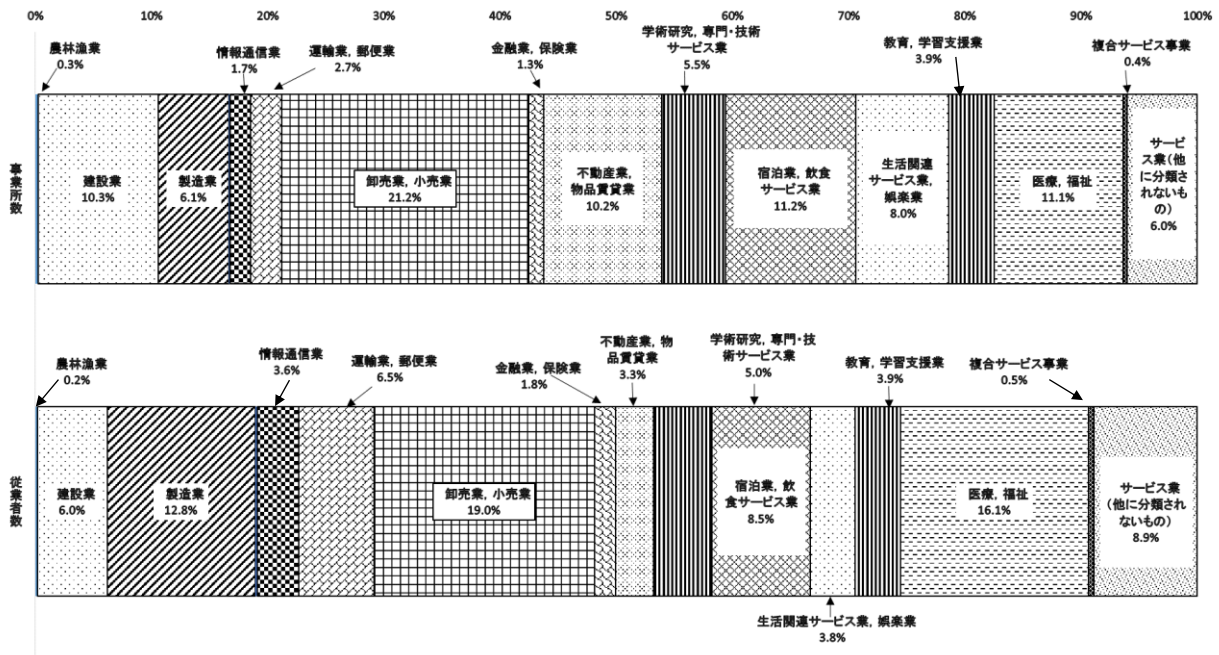 0% 10% 20% 30% 40% 50% 60% 70% 80% 90% 100%
農林漁業
0.3%
情報通信業
1.7%
運輸業，郵便業
2.7%
金融業，保険業
1.3%
学術研究，専門・技術
サービス業
5.5%
教育，学習支援業
3.9%
複合サービス事業
0.4%
事業所数
建設業
10.3%
製造業
6.1%
卸売業，小売業
21.2%
不動産業，
物品賃貸業
10.2%
宿泊業，飲食
サービス業
11.2%
生活関連
サービス業，
娯楽業
8.0%
医療，福祉
11.1%
サービ
ス業（他
に分類さ
れないも
の）
6.0%
農林漁業
0.2%
情報通信業
3.6%
運輸業，郵便業
6.5%
金融業，保険業
1.8%
不動産業，物
品賃貸業
3.3%
学術研究，専門・技
術サービス業
5.0%
教育，学習支援業
3.9%
複合サービス事業
0.5%
従業者数
建設業
6.0%
製造業
12.8%
卸売業，小売業
19.0%
宿泊業，飲
食サービス業
8.5%
医療，福祉
16.1%
サービス業
（他に分類され
ないもの）
8.9%
生活関連サービス業，娯楽業
3.8%